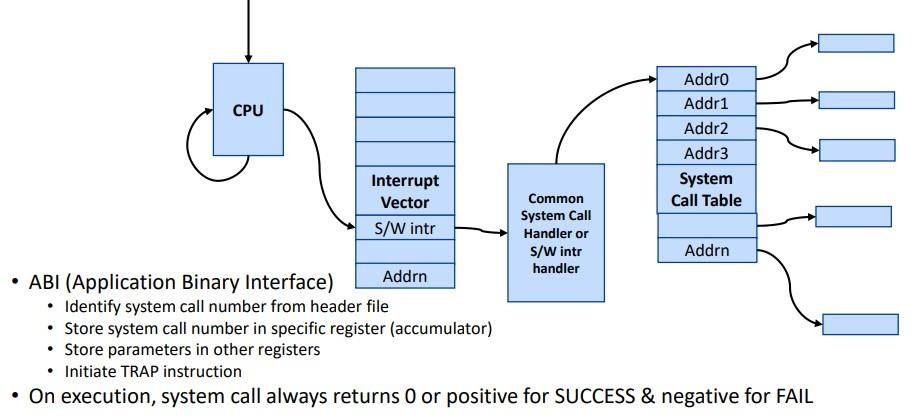 CPU
Interrupt
Vector
S/W intr
Addrn
Common
System Call
Handler or
S/W intr
handler
Addr0
Addr1
Addr2
Addr3
System
Call Table
Addrn
• ABI (Application Binary Interface)
• Identify system call number from header file
• Store system call number in specific register (accumulator)
• Store parameters in other registers
• Initiate TRAP instruction
• On execution, system call always returns 0 or positive for SUCCESS & negative for FAIL